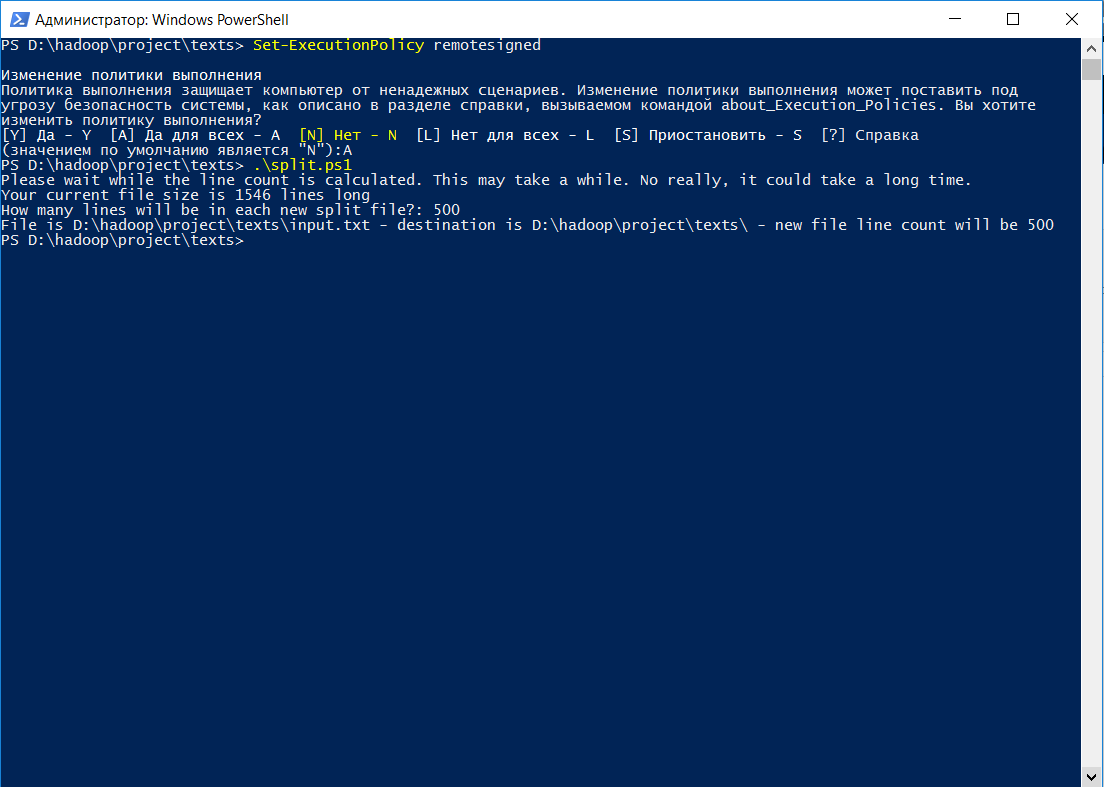 Администратор: Windows PowerShell
PS D:\hadoop\project\texts> Set-ExecutionPolicy remotesigned
Изменение политики выполнения
Политика выполнения защищает компьютер от ненадежных сценариев. Изменение политики выполнения может поставить под
угрозу безопасность системы, как описано в разделе справки, вызываемом командой about_Execution_Policies. Вы хотите
изменить политику выполнения?
[Y] Да - Y  [A] Да для всех - A  [N] Нет - N  [L] Нет для всех - L  [S] Приостановить - S  [?] Справка
(значением по умолчанию является "N"):A
PS D:\hadoop\project\texts> .\split.ps1
Please wait while the line count is calculated. This may take a while. No really, it could take a long time.
Your current file size is 1546 lines long
How many lines will be in each new split file?: 500
File is D:\hadoop\project\texts\input.txt - destination is D:\hadoop\project\texts\ - new file line count will be 500
PS D:\hadoop\project\texts>